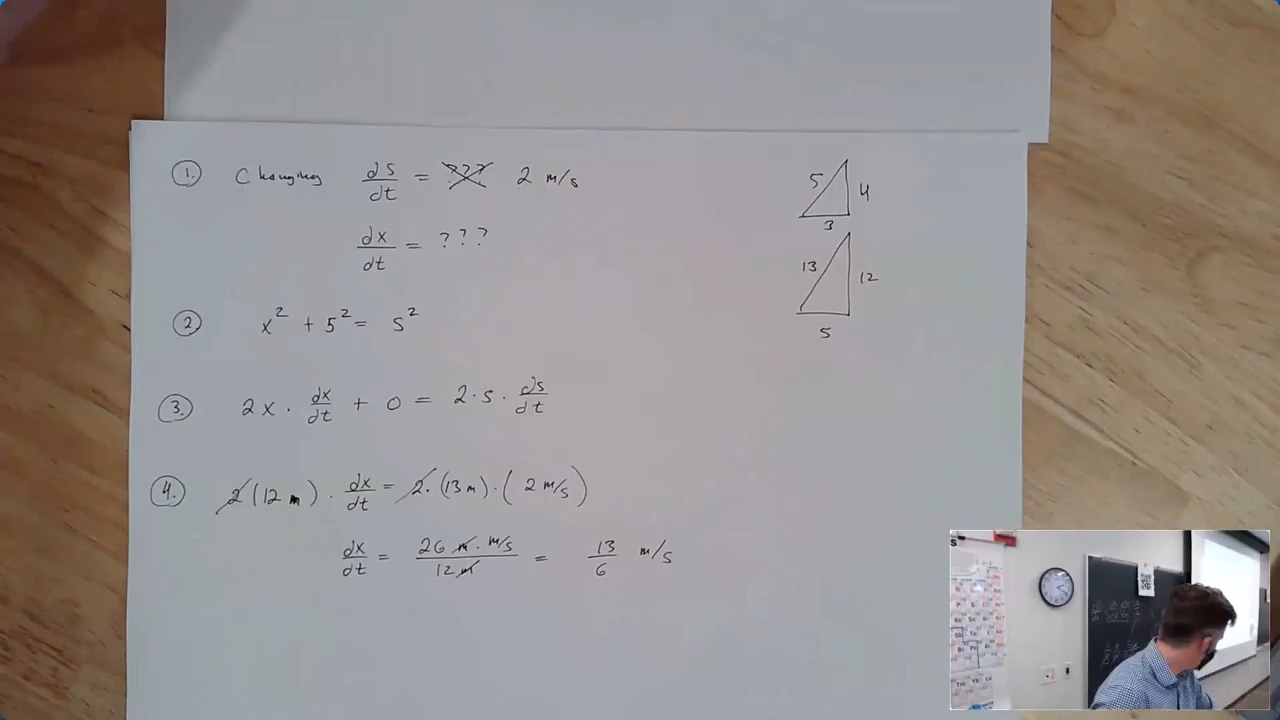 1. Changing ds/dt = ??? 2 m/s
dx/dt = ???
2 x² + 5² = s²
3. 2x · dx/dt + 0 = 2·s · ds/dt
4. 2(12 m) · dx/dt = 2·(13 m)·(2 m/s)
dx/dt = 26 m · m/s / 12 m = 13/6 m/s
5 4
3
13 12
5